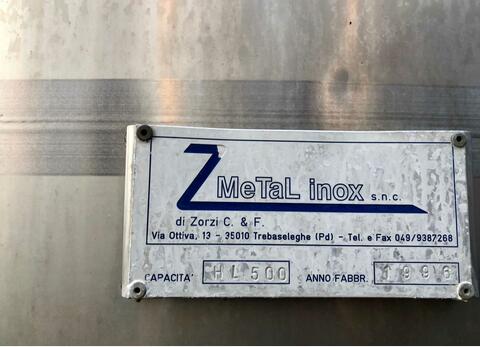 Z MeTaL inox s.n.c.
di Zorzi C. & F.
Via Ottiva, 13 - 35010 Trebaseleghe (Pd) - Tel. e Fax 049/9387268
CAPACITA' HL 500 ANNO FABBR. 1996